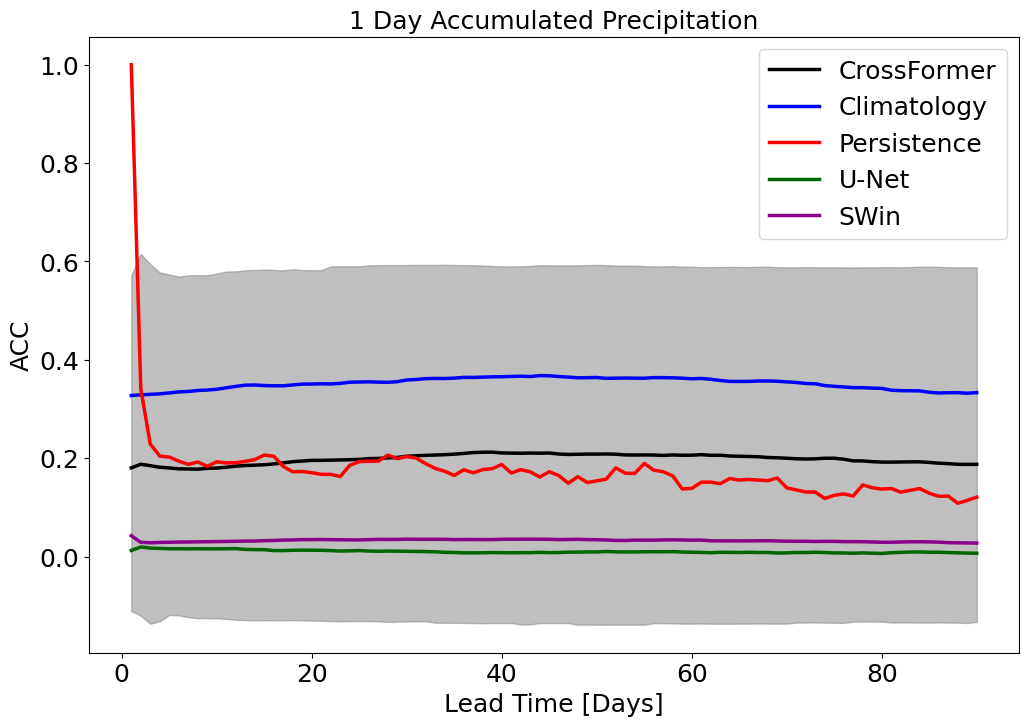 1 Day Accumulated Precipitation
1.0
0.8
0.6
0.4
0.2
0.0
ACC
CrossFormer
Climatology
Persistence
U-Net
SWin
0 20 40 60 80
Lead Time [Days]